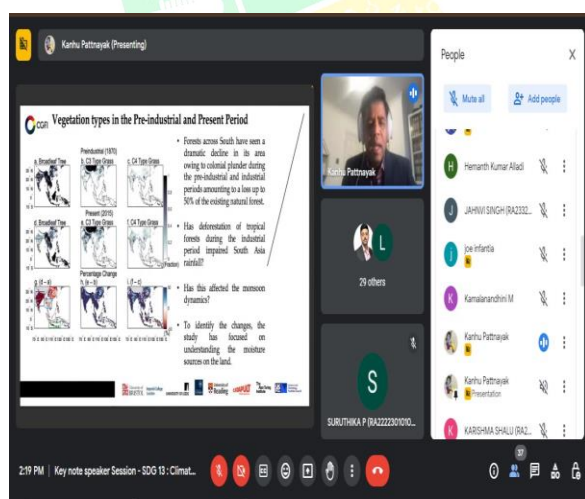 Kanhu Pattnayak (Presenting)
People
X
Mute all
Add people
CGFI
Vegetation types in the Pre-industrial and Present Period
Preindustrial (1870)
a. Broadleaf Tree
b. C3 Type Grass
c. C4 Type Grass
Present (2015)
d. Broadleaf Tree
e. C3 Type Grass
f. C4 Type Grass
(Fraction)
Percentage Change
g. (d – a)
h. (e – b)
i. (f – c)
(%)
• Forests across South have seen a
dramatic decline in its area
owing to colonial plunder during
the pre-industrial and industrial
periods amounting to a loss up to
50% of the existing natural forest.
• Has deforestation of tropical
forests during the industrial
period impaired South Asia
rainfall?
• Has this affected the monsoon
dynamics?
• To identify the changes, the
study has focused on
understanding the moisture
sources on the land.
BRISTOL
Reading
Kanhu Pattnayak
L
29 others
S
SURUTHIKA P (RA2222301010...
H
Hemanth Kumar Alladi
J
JAHNVI SINGH (RA2332...
j
joe infantia
K
Kamalanandhini M
Kanhu Pattnayak
Kanhu Pattnayak
Presentation
K
KARISHMA SHALU (RA2...
2:19 PM | Key note speaker Session - SDG 13 : Climat...
37